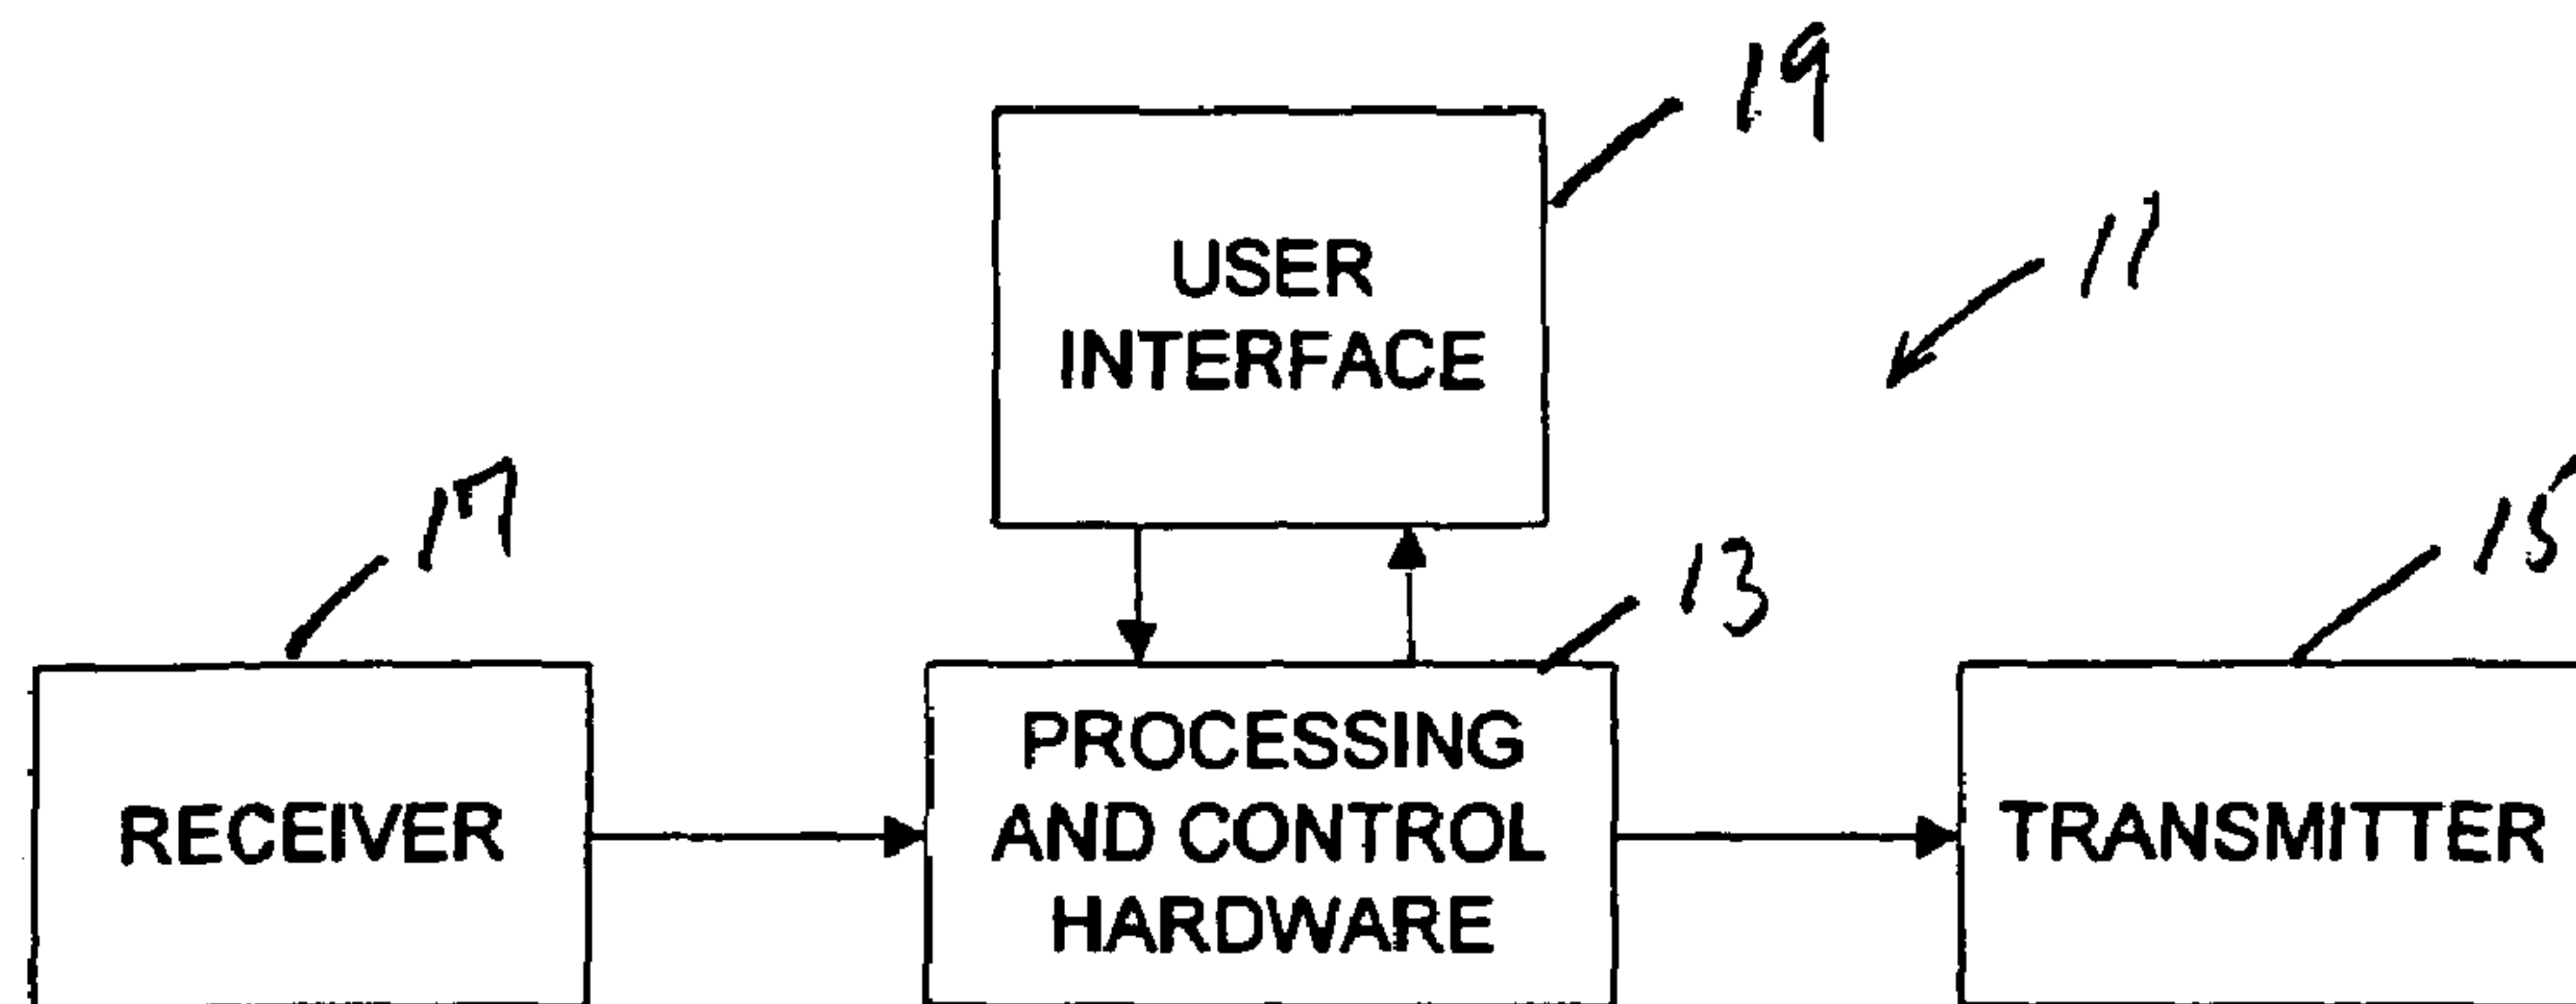 19
USER
INTERFACE
11
17
13
15
RECEIVER
PROCESSING
AND CONTROL
HARDWARE
TRANSMITTER